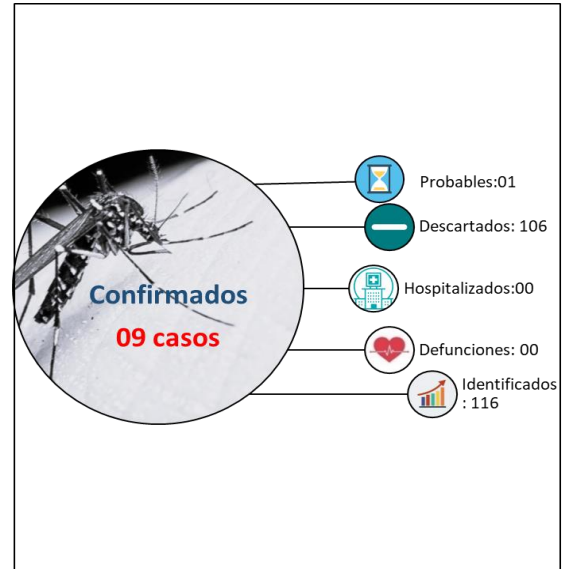 Confirmados
09 casos
Probables:01
Descartados: 106
Hospitalizados:00
Defunciones: 00
Identificados
: 116